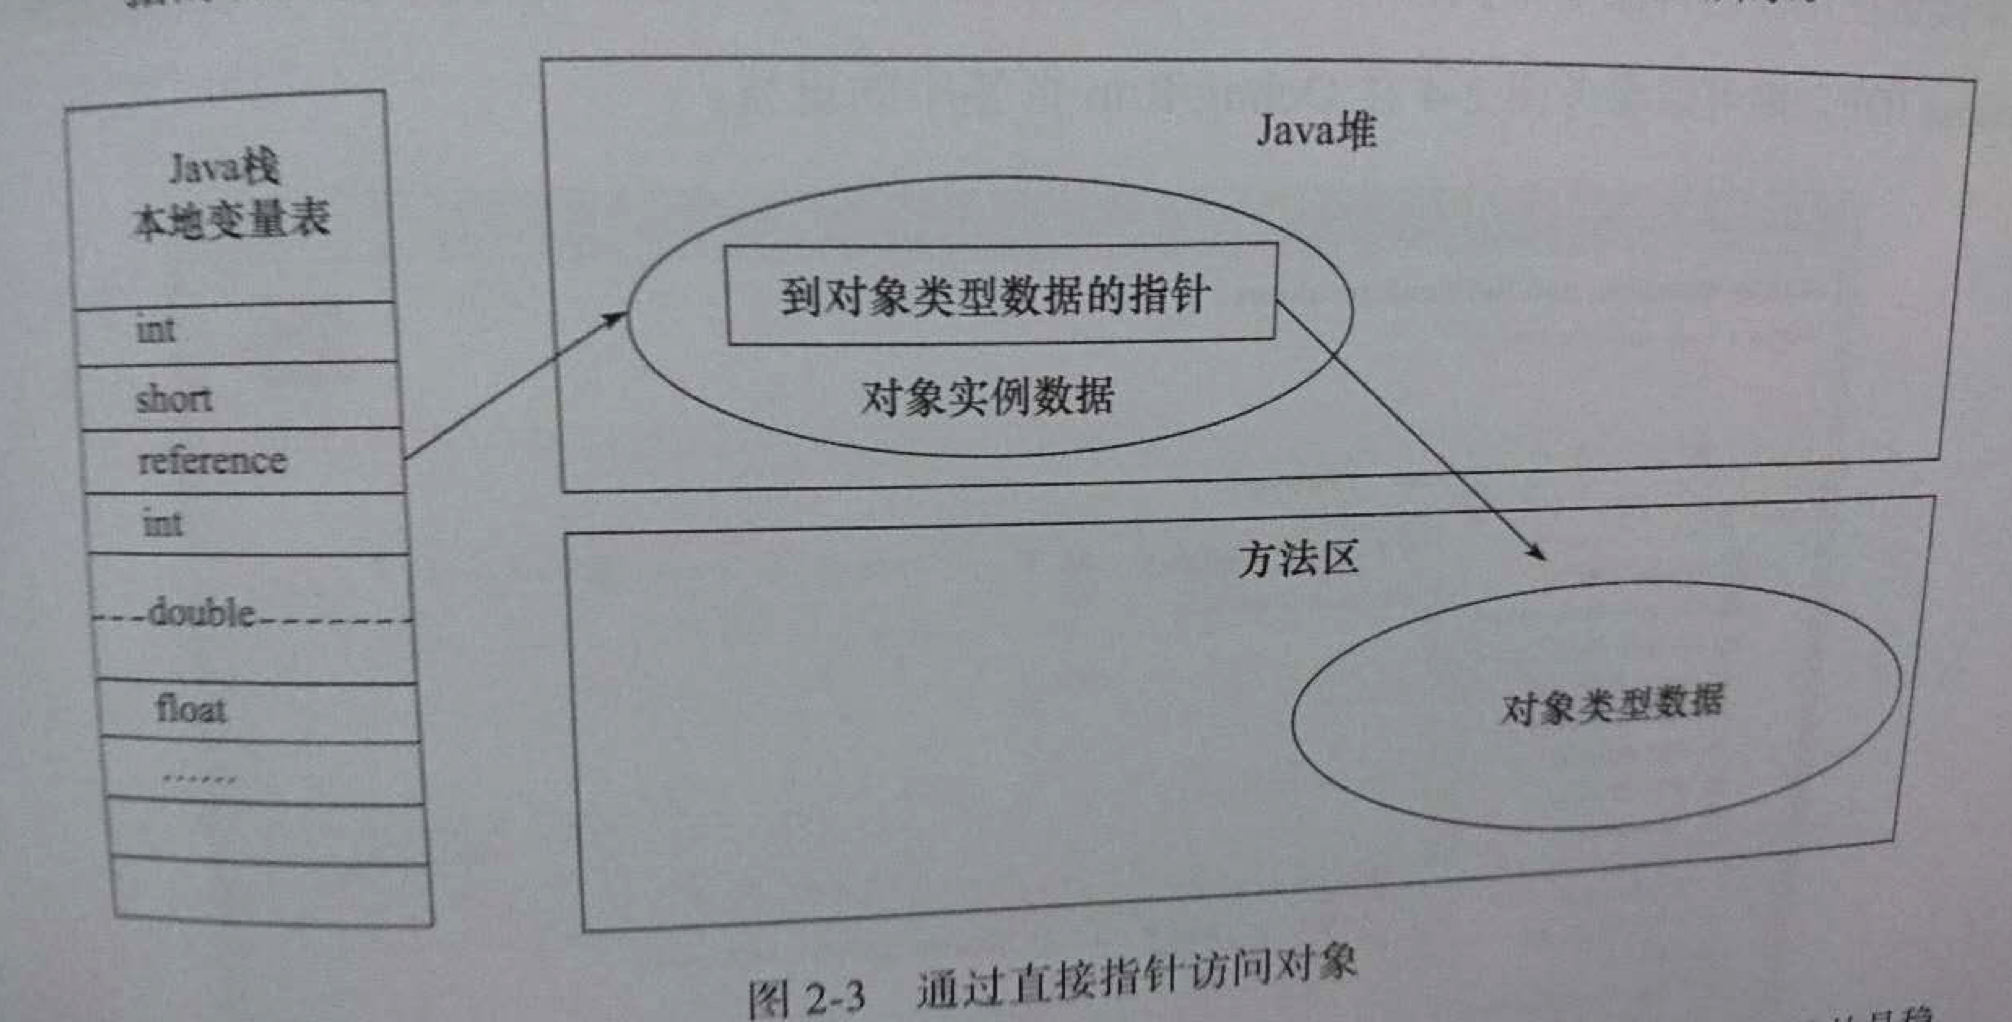 Java栈
本地变量表
int
short
reference
int
double
float
......
Java堆
到对象类型数据的指针
对象实例数据
方法区
对象类型数据
图 2-3 通过直接指针访问对象